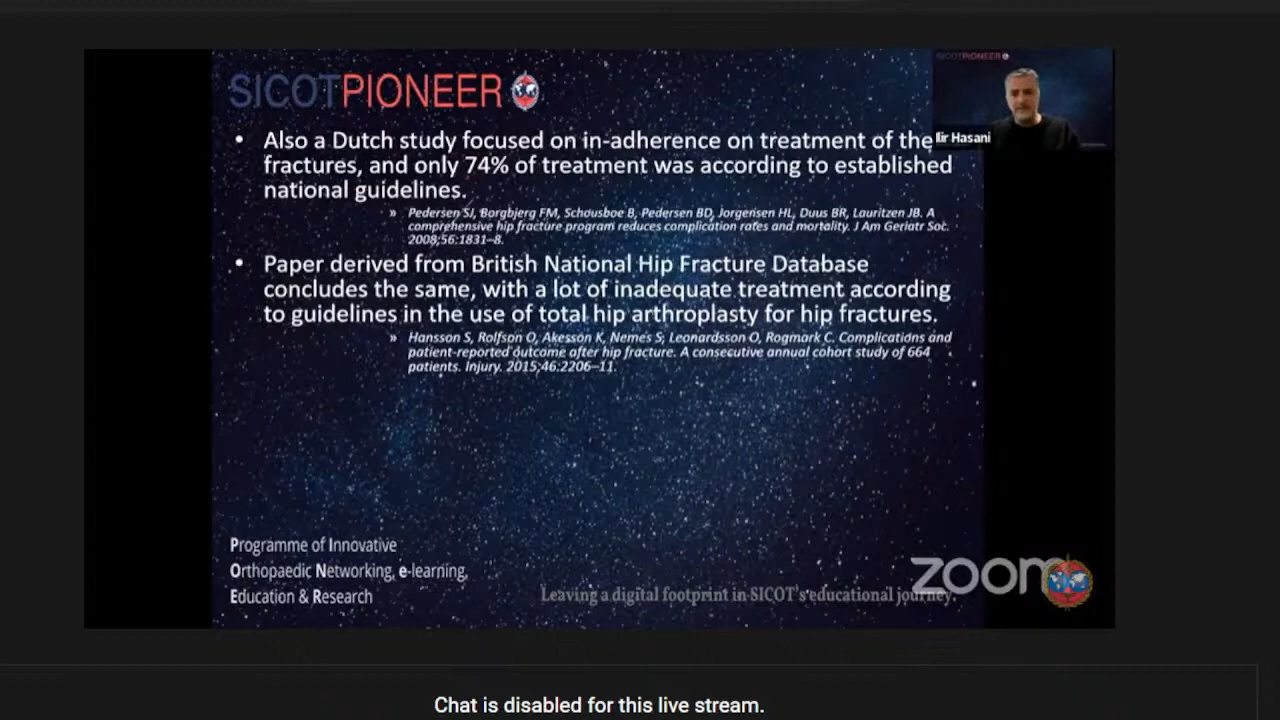 SICOTPIONEER
SICOTPIONEER
• Also a Dutch study focused on in-adherence on treatment of the
lir Hasani
fractures, and only 74% of treatment was according to established
national guidelines.
» Pedersen SJ, Borgbjerg FM, Schousboe B, Pedersen BD, Jorgensen HL, Duus BR, Lauritzen JB. A
comprehensive hip fracture program reduces complication rates and mortality. J Am Geriatr Soc.
2008;56:1831–8.
• Paper derived from British National Hip Fracture Database
concludes the same, with a lot of inadequate treatment according
to guidelines in the use of total hip arthroplasty for hip fractures.
» Hansson S, Rolfson O, Akesson K, Nemes S, Leonardsson O, Rogmark C. Complications and
patient-reported outcome after hip fracture. A consecutive annual cohort study of 664
patients. Injury. 2015;46:2206–11.
Programme of Innovative
Orthopaedic Networking, e-learning,
Education & Research
Leaving a digital footprint in SICOT's educational journey.
zoom
Chat is disabled for this live stream.